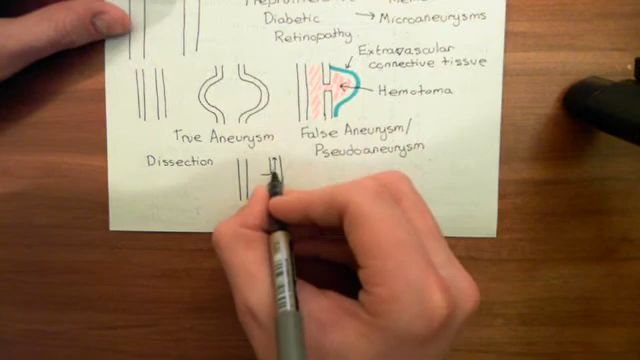 Diabetic → Microaneurysms
Retinopathy
Extravascular
connective tissue
Hematoma
True Aneurysm
False Aneurysm/
Pseudoaneurysm
Dissection